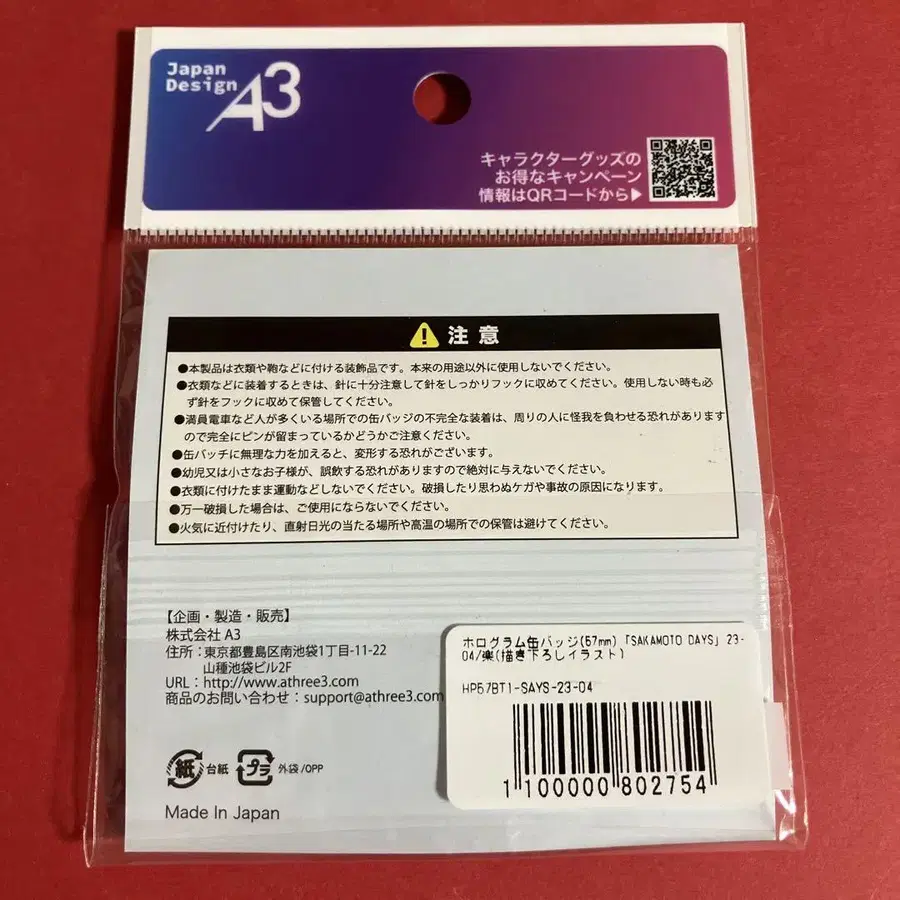 Japan
Design A3
キャラクターグッズの
お得なキャンペーン
情報はQRコードから▶
注意
●本製品は衣類や鞄などに付ける装飾品です。本来の用途以外に使用しないでください。
●衣類などに装着するときは、針に十分注意して針をしっかりフックに収めてください。使用しない時も必
ず針をフックに収めて保管してください。
●満員電車など人が多くいる場所での缶バッジの不完全な装着は、周りの人に怪我を負わせる恐れがあります
ので完全にピンが留まっているかどうかご注意ください。
●缶バッチに無理な力を加えると、変形する恐れがございます。
●幼児又は小さなお子様が、誤飲する恐れがありますので絶対に与えないでください。
●衣類に付けたまま運動などしないでください。破損したり思わぬケガや事故の原因になります。
●万一破損した場合は、ご使用にならないでください。
●火気に近付けたり、直射日光の当たる場所や高温の場所での保管は避けてください。
【企画・製造・販売】
株式会社 A3
住所：東京都豊島区南池袋1丁目-11-22
山種池袋ビル2F
URL：http://www.athree3.com
商品のお問い合わせ：support@athree3.com
紙 台紙 プラ 外袋/OPP
Made In Japan
ホログラム缶バッジ(57mm)「SAKAMOTO DAYS」23-
04/楽(描き下ろしイラスト)
HP57BT1-SAYS-23-04
1 100000 802754